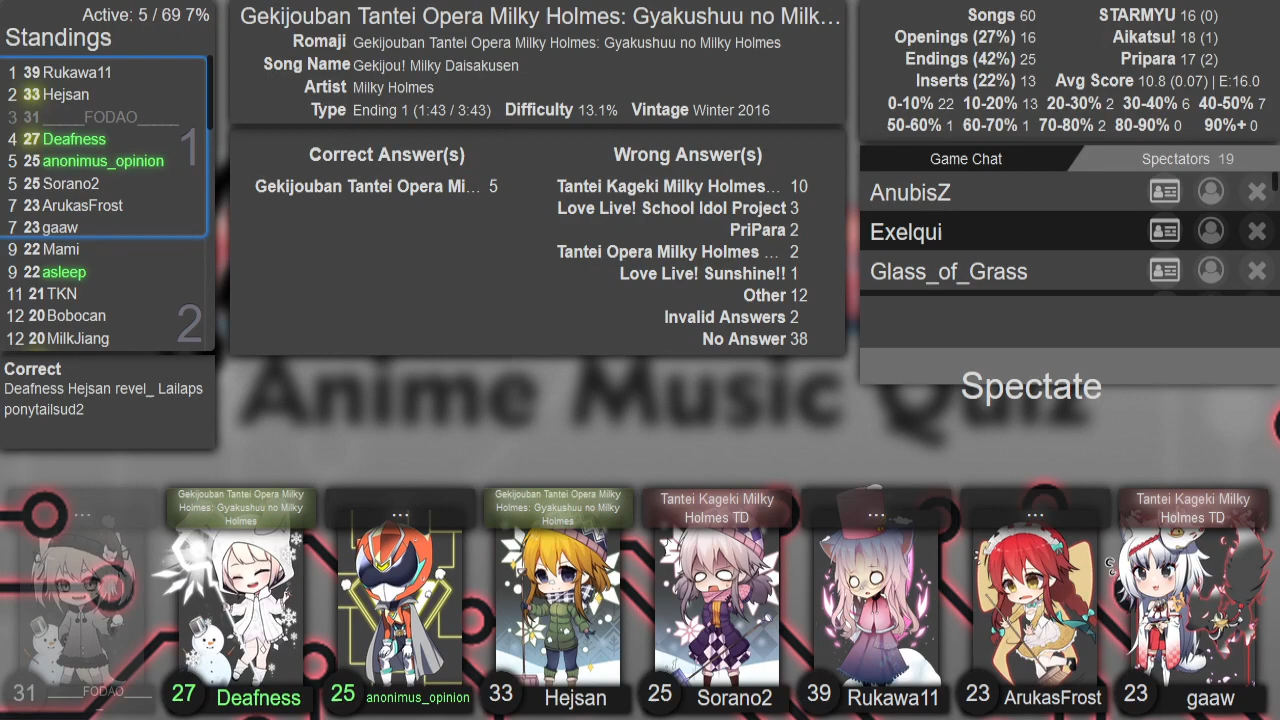 Active: 5 / 69 7%
Standings
1 39 Rukawa11
2 33 Hejsan
3 31 _____FODAO_____
4 27 Deafness
5 25 anonimus_opinion
1
5 25 Sorano2
7 23 ArukasFrost
7 23 gaaw
9 22 Mami
9 22 asleep
11 21 TKN
12 20 Bobocan
12 20 MilkJiang
2
Correct
Deafness Hejsan revel_ Lailaps
ponytailsud2
Gekijouban Tantei Opera Milky Holmes: Gyakushuu no Milk…
Romaji Gekijouban Tantei Opera Milky Holmes: Gyakushuu no Milky Holmes
Song Name Gekijou! Milky Daisakusen
Artist Milky Holmes
Type Ending 1 (1:43 / 3:43) Difficulty 13.1% Vintage Winter 2016
Correct Answer(s)
Gekijouban Tantei Opera Mi… 5
Wrong Answer(s)
Tantei Kageki Milky Holmes… 10
Love Live! School Idol Project 3
PriPara 2
Tantei Opera Milky Holmes … 2
Love Live! Sunshine!! 1
Other 12
Invalid Answers 2
No Answer 38
Songs 60 STARMYU 16 (0)
Openings (27%) 16 Aikatsu! 18 (1)
Endings (42%) 25 Pripara 17 (2)
Inserts (22%) 13 Avg Score 10.8 (0.07) | E:16.0
0-10% 22 10-20% 13 20-30% 2 30-40% 6 40-50% 7
50-60% 1 60-70% 1 70-80% 2 80-90% 0 90%+ 0
Game Chat Spectators 19
AnubisZ
Exelqui
Glass_of_Grass
Spectate
Anime Music Quiz
...
Gekijouban Tantei Opera Milky
Holmes: Gyakushuu no Milky
Holmes
...
Gekijouban Tantei Opera Milky
Holmes: Gyakushuu no Milky
Holmes
Tantei Kageki Milky
Holmes TD
...
...
Tantei Kageki Milky
Holmes TD
31 _____FODAO____
_
27 Deafness
25 anonimus_opinion
33 Hejsan
25 Sorano2
39 Rukawa11
23 ArukasFrost
23 gaaw